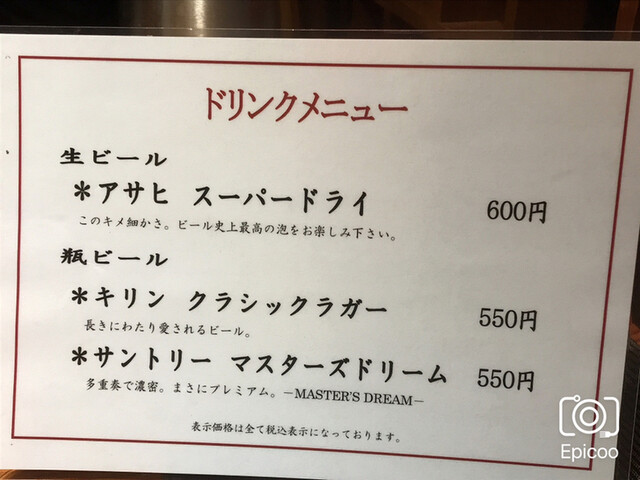 ドリンクメニュー
生ビール
＊アサヒ スーパードライ 600円
このキメ細かさ。ビール史上最高の泡をお楽しみ下さい。
瓶ビール
＊キリン クラシックラガー 550円
長きにわたり愛されるビール。
＊サントリー マスターズドリーム 550円
多重奏で濃密。まさにプレミアム。－MASTER'S DREAM－
表示価格は全て税込表示になっております。
Epicoo